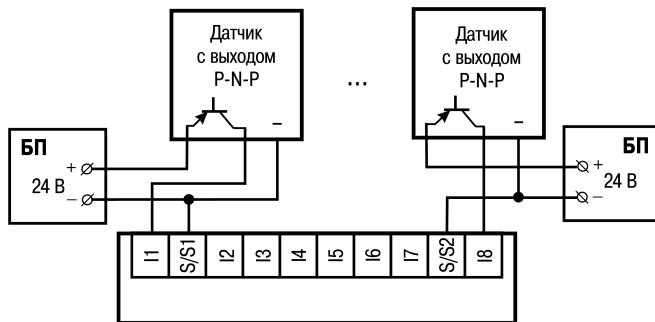 Датчик
с выходом
P-N-P
–
...
Датчик
с выходом
P-N-P
–
БП
+
24 В
–
БП
+
24 В
–
I1
S/S1
I2
I3
I4
I5
I6
I7
S/S2
I8